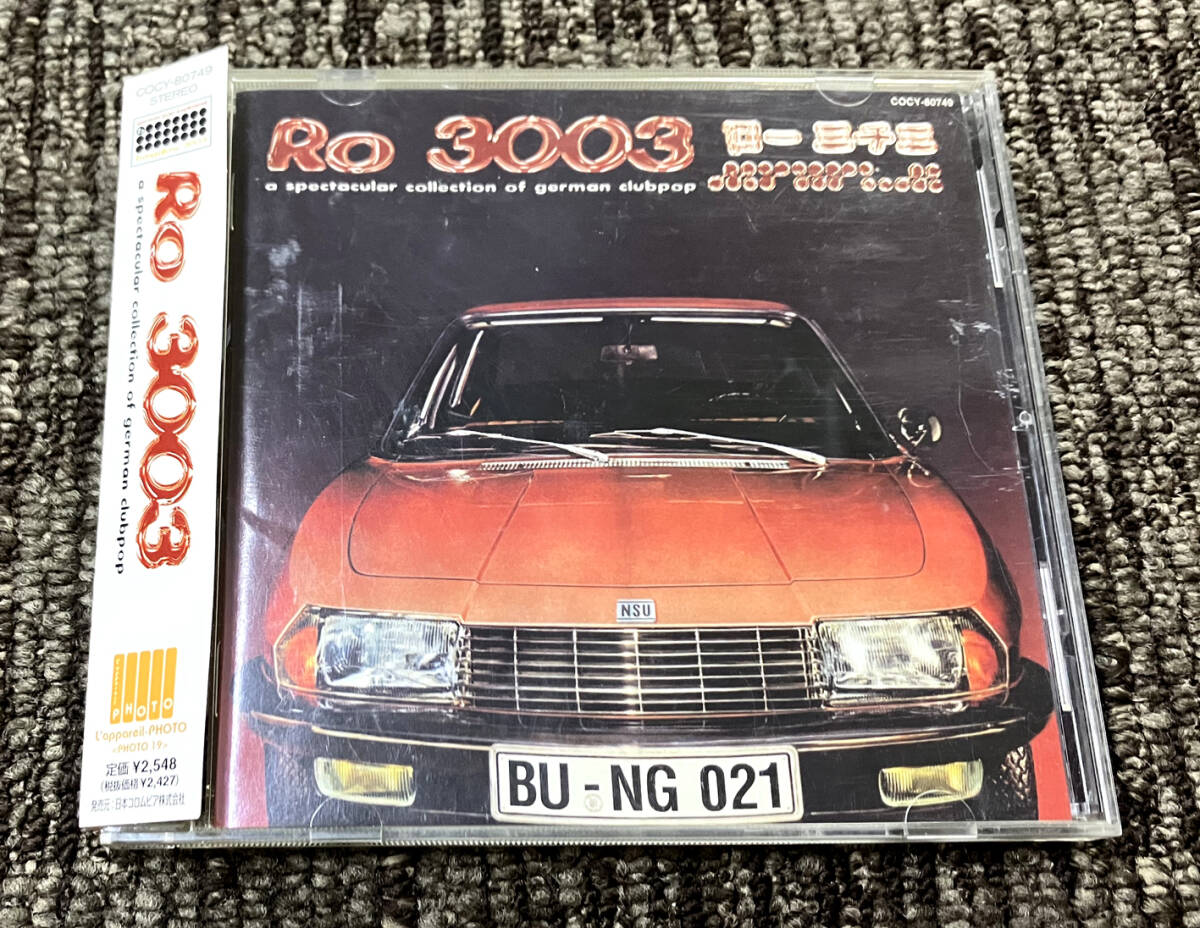 COCY-80749
STEREO
Ro 3003
a spectacular collection of german clubpop
PHOTO
L'appareil-PHOTO
<PHOTO 19>
定価 ¥2,548
(税抜価格 ¥2,427)
発売元:日本コロムビア株式会社
COCY-80749
Ro 3003
a spectacular collection of german clubpop
NSU
BU-NG 021